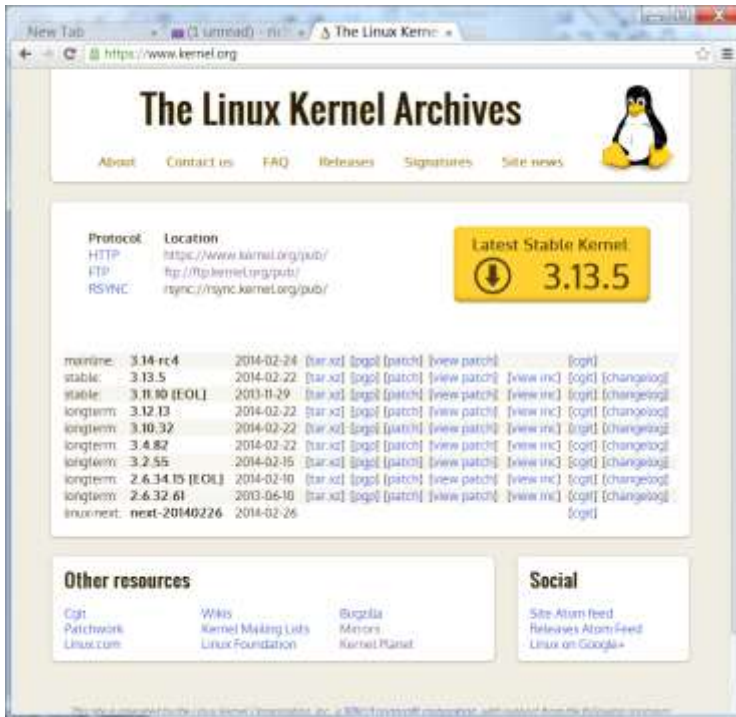 New Tab
(1 unread) -
The Linux Kerne
https://www.kernel.org
The Linux Kernel Archives
About Contact us FAQ Releases Signatures Site news
Protocol Location
HTTP https://www.kernel.org/pub/
FTP ftp://ftp.kernel.org/pub/
RSYNC rsync://rsync.kernel.org/pub/
Latest Stable Kernel
3.13.5
mainline: 3.14-rc4 2014-02-24 [tar.xz] [pgp] [patch] [view patch] [cgit]
stable: 3.13.5 2014-02-22 [tar.xz] [pgp] [patch] [view patch] [view inc] [cgit] [changelog]
stable: 3.11.10 [EOL] 2013-11-29 [tar.xz] [pgp] [patch] [view patch] [view inc] [cgit] [changelog]
longterm: 3.12.13 2014-02-22 [tar.xz] [pgp] [patch] [view patch] [view inc] [cgit] [changelog]
longterm: 3.10.32 2014-02-22 [tar.xz] [pgp] [patch] [view patch] [view inc] [cgit] [changelog]
longterm: 3.4.82 2014-02-22 [tar.xz] [pgp] [patch] [view patch] [view inc] [cgit] [changelog]
longterm: 3.2.55 2014-02-15 [tar.xz] [pgp] [patch] [view patch] [view inc] [cgit] [changelog]
longterm: 2.6.34.15 [EOL] 2014-02-10 [tar.xz] [pgp] [patch] [view patch] [view inc] [cgit] [changelog]
longterm: 2.6.32.61 2013-06-10 [tar.xz] [pgp] [patch] [view patch] [view inc] [cgit] [changelog]
linux-next: next-20140226 2014-02-26 [cgit]
Other resources
Cgit Wikis Bugzilla
Patchwork Kernel Mailing Lists Mirrors
Linux.com Linux Foundation Kernel Planet
Social
Site Atom feed
Releases Atom Feed
Linux on Google+